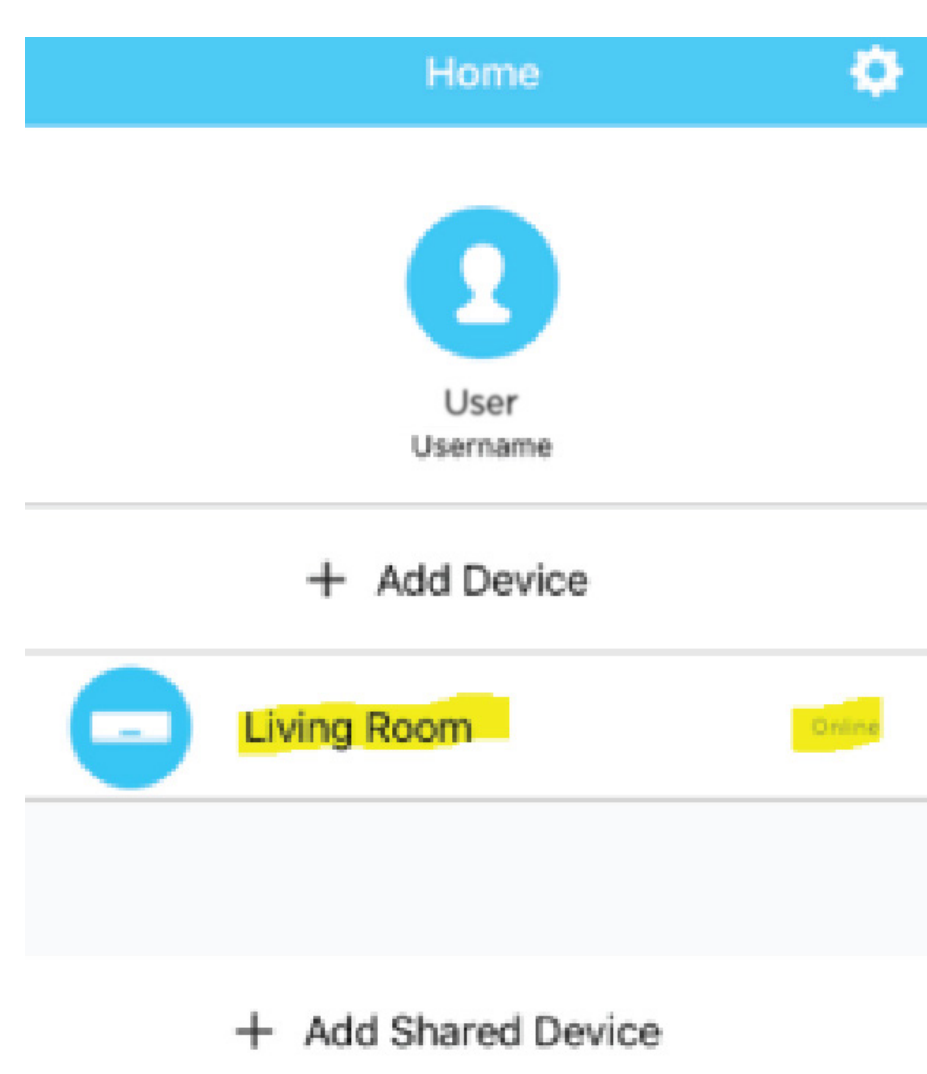 Home
User
Username
+ Add Device
Living Room Online
+ Add Shared Device